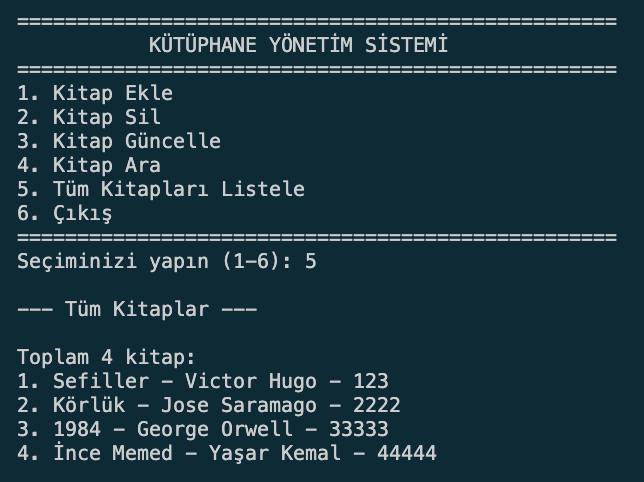 ==================================================
KÜTÜPHANE YÖNETİM SİSTEMİ
==================================================
1. Kitap Ekle
2. Kitap Sil
3. Kitap Güncelle
4. Kitap Ara
5. Tüm Kitapları Listele
6. Çıkış
==================================================
Seçiminizi yapın (1-6): 5
--- Tüm Kitaplar ---
Toplam 4 kitap:
1. Sefiller - Victor Hugo - 123
2. Körlük - Jose Saramago - 2222
3. 1984 - George Orwell - 33333
4. İnce Memed - Yaşar Kemal - 44444